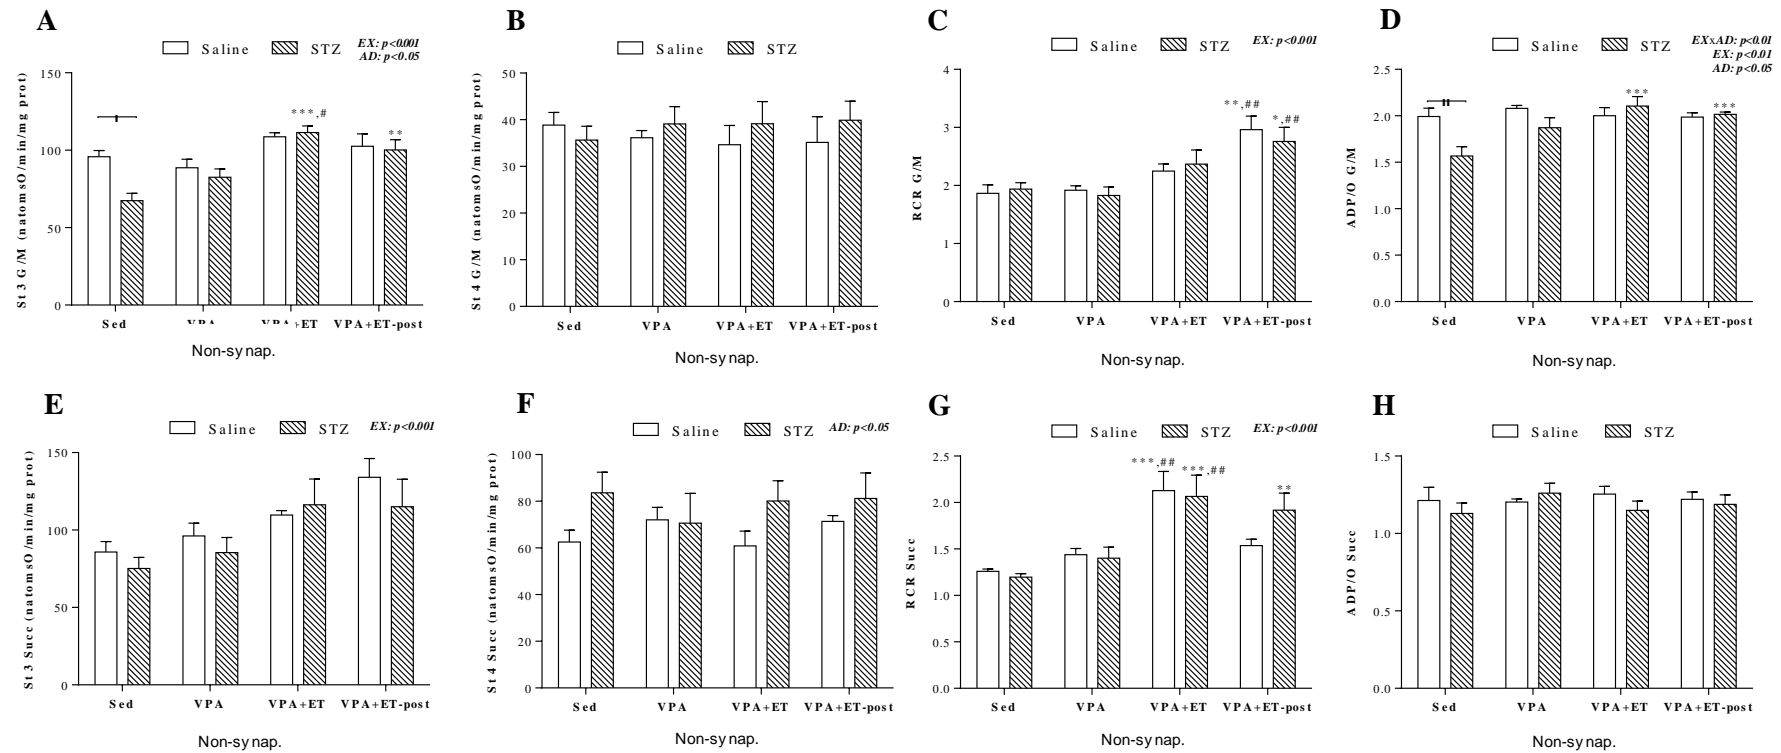 A
Saline STZ
EX: p<0.001
AD: p<0.05
St 3 G/M (natomsO/min/mg prot)
150
100
50
0
***,#
**
Sed VPA VPA+ET VPA+ET-post
Non-synap.
B
Saline STZ
St 4 G/M (natomsO/min/mg prot)
50
40
30
20
10
0
Sed VPA VPA+ET VPA+ET-post
Non-synap.
C
Saline STZ
EX: p<0.001
RCR G/M
4
3
2
1
0
**,##
*,##
Sed VPA VPA+ET VPA+ET-post
Non-synap.
D
Saline STZ
EXxAD: p<0.01
EX: p<0.01
AD: p<0.05
ADP/O G/M
2.5
2.0
1.5
1.0
0.5
0.0
***
***
Sed VPA VPA+ET VPA+ET-post
Non-synap.
E
Saline STZ
EX: p<0.001
St 3 Succ (natomsO/min/mg prot)
150
100
50
0
Sed VPA VPA+ET VPA+ET-post
Non-synap.
F
Saline STZ
AD: p<0.05
St 4 Succ (natomsO/min/mg prot)
100
80
60
40
20
0
Sed VPA VPA+ET VPA+ET-post
Non-synap.
G
Saline STZ
EX: p<0.001
RCR Succ
2.5
2.0
1.5
1.0
0.5
0.0
***,##
***,##
**
Sed VPA VPA+ET VPA+ET-post
Non-synap.
H
Saline STZ
ADP/O Succ
1.5
1.0
0.5
0.0
Sed VPA VPA+ET VPA+ET-post
Non-synap.